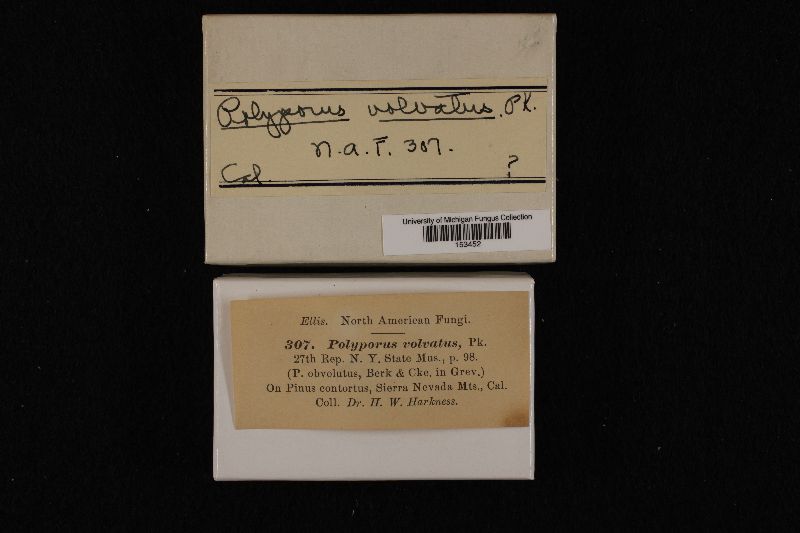 Polyporus volvatus. Pk.
N.A.F. 307.
Cal. ?
University of Michigan Fungus Collection
153452
Ellis. North American Fungi.
307. Polyporus volvatus, Pk.
27th Rep. N. Y. State Mus., p. 98.
(P. obvolutus, Berk & Cke, in Grev.)
On Pinus contortus, Sierra Nevada Mts., Cal.
Coll. Dr. H. W. Harkness.